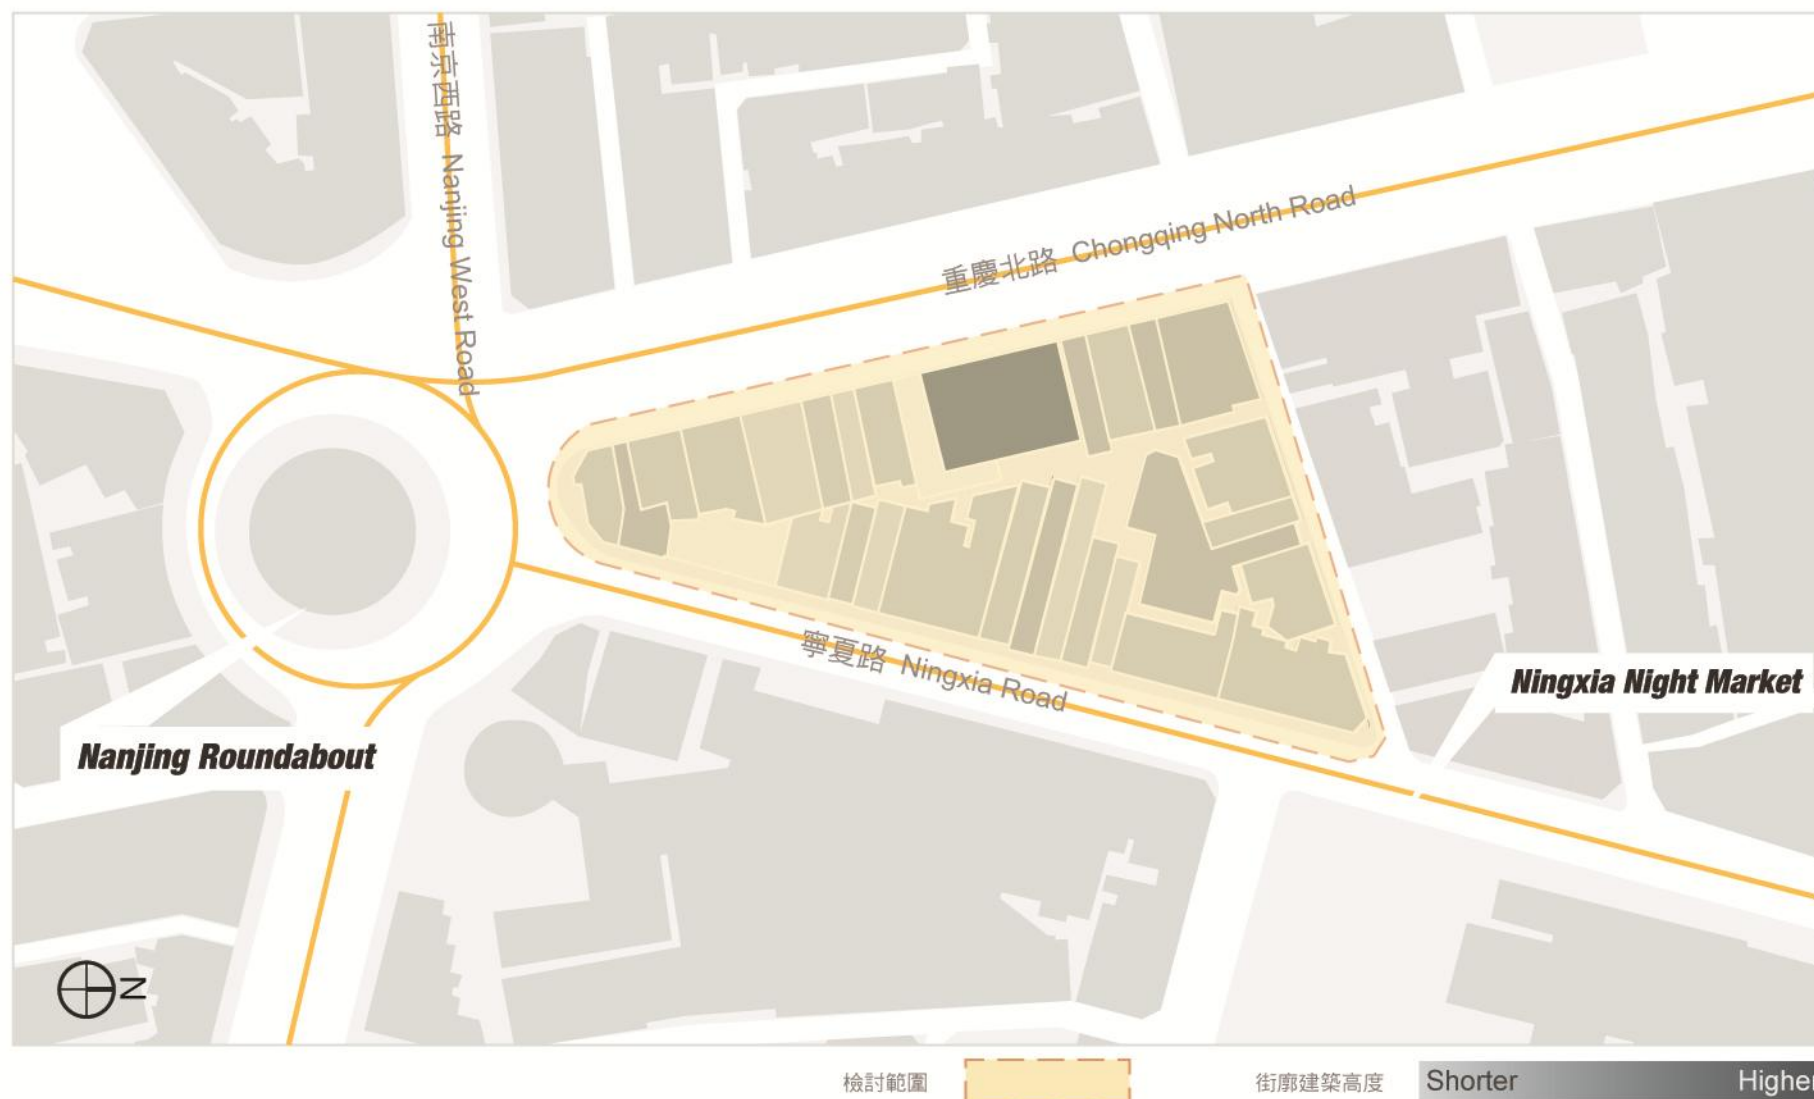 南京西路 Nanjing West Road
重慶北路 Chongqing North Road
寧夏路 Ningxia Road
Ningxia Night Market
Nanjing Roundabout
N
檢討範圍
街廓建築高度
Shorter
Higher